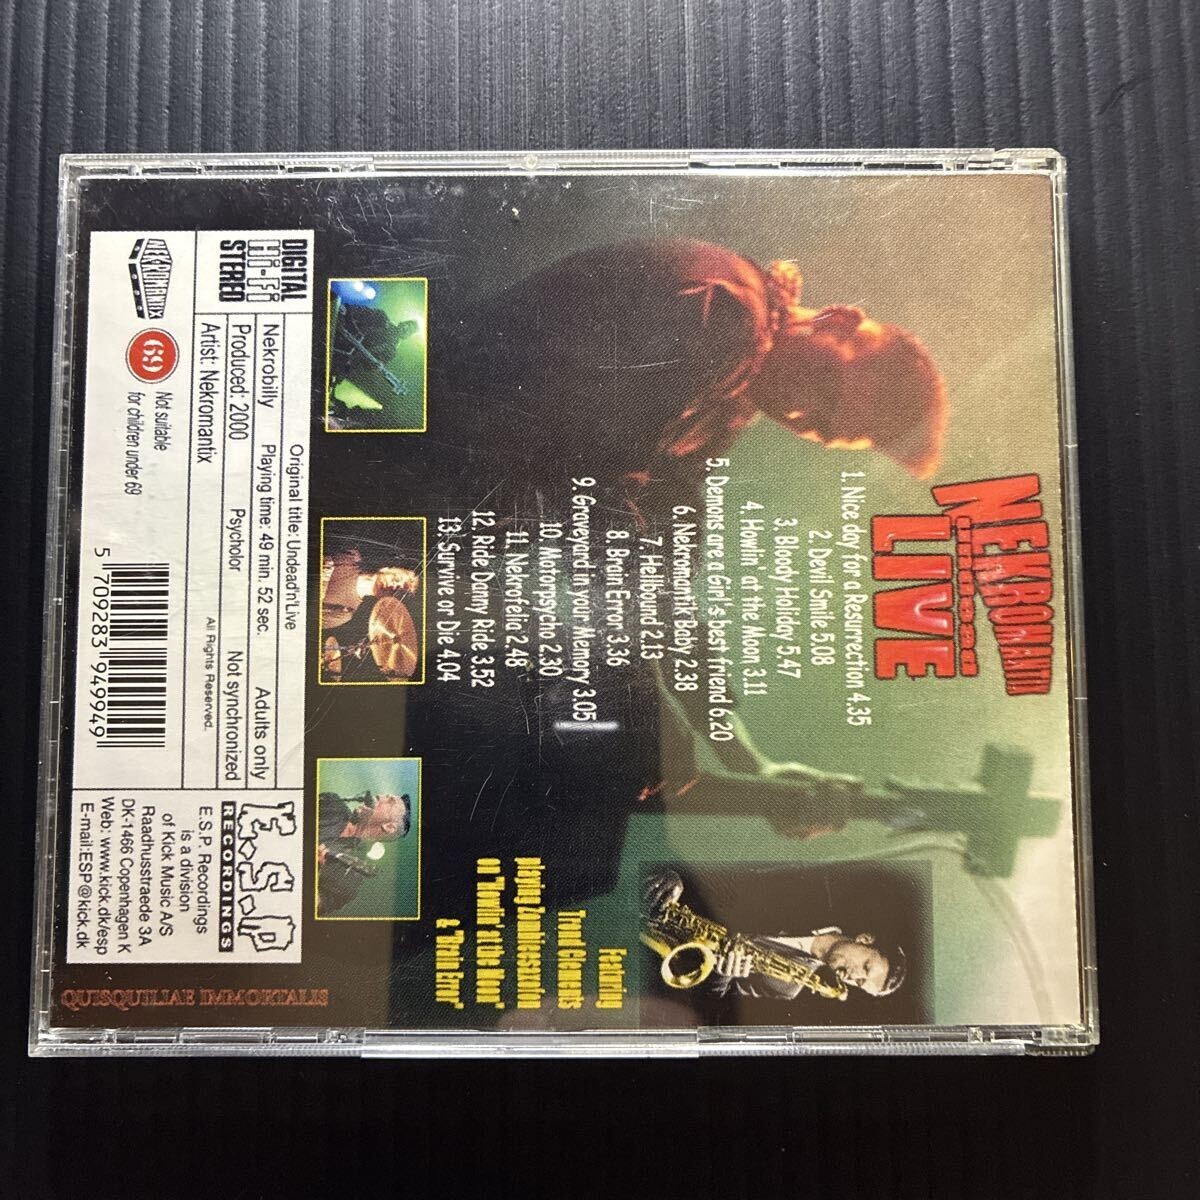 NEKROMANTIX
undead
LIVE
1. Nice day for a Resurrection 4.35
2. Devil Smile 5.08
3. Bloody Holiday 5.47
4. Howlin' at the Moon 3.11
5. Demons are a Girl's best friend 6.20
6. Nekromantik Baby 2.38
7. Hellbound 2.13
8. Brain Error 3.36
9. Graveyard in your Memory 3.05
10. Motorpsycho 2.30
11. Nekrofelia 2.48
12. Ride Danny Ride 3.52
13. Survive or Die 4.04
Featuring
Trout Clements
playing Zombiesexafon
on "Howlin' at the Moon"
& "Brain Error"
DIGITAL
Hi-Fi
STEREO
Original title: Undead'n'Live
Nekrobilly Playing time: 49 min. 52 sec. Adults only
Produced: 2000 Psycholor Not synchronized
Artist: Nekromantix All Rights Reserved.
NEKROMANTIX
69
Not suitable
for children under 69
5 709283 949949
E.S.P
RECORDINGS
E.S.P. Recordings
is a division
of Kick Music A/S
Raadhusstraede 3A
DK-1466 Copenhagen K
Web: www.kick.dk/esp
E-mail:ESP@kick.dk
QUISQUILIAE IMMORTALIS